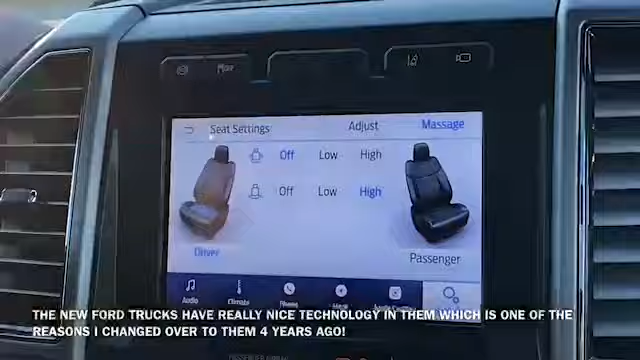 Seat Settings Adjust Massage
Off Low High
Off Low High
Driver Passenger
Audio Climate Phone
THE NEW FORD TRUCKS HAVE REALLY NICE TECHNOLOGY IN THEM WHICH IS ONE OF THE
REASONS I CHANGED OVER TO THEM 4 YEARS AGO!